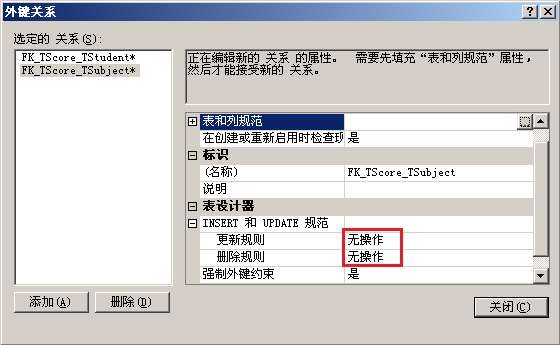 外键关系
选定的 关系(S):
FK_TScore_TStudent*
FK_TScore_TSubject*
正在编辑新的 关系 的属性。 需要先填充“表和列规范”属性，
然后才能接受新的 关系。
表和列规范
在创建或重新启用时检查现 是
标识
(名称) FK_TScore_TSubject
说明
表设计器
INSERT 和 UPDATE 规范
更新规则 无操作
删除规则 无操作
强制外键约束 是
添加(A) 删除(D) 关闭(C)